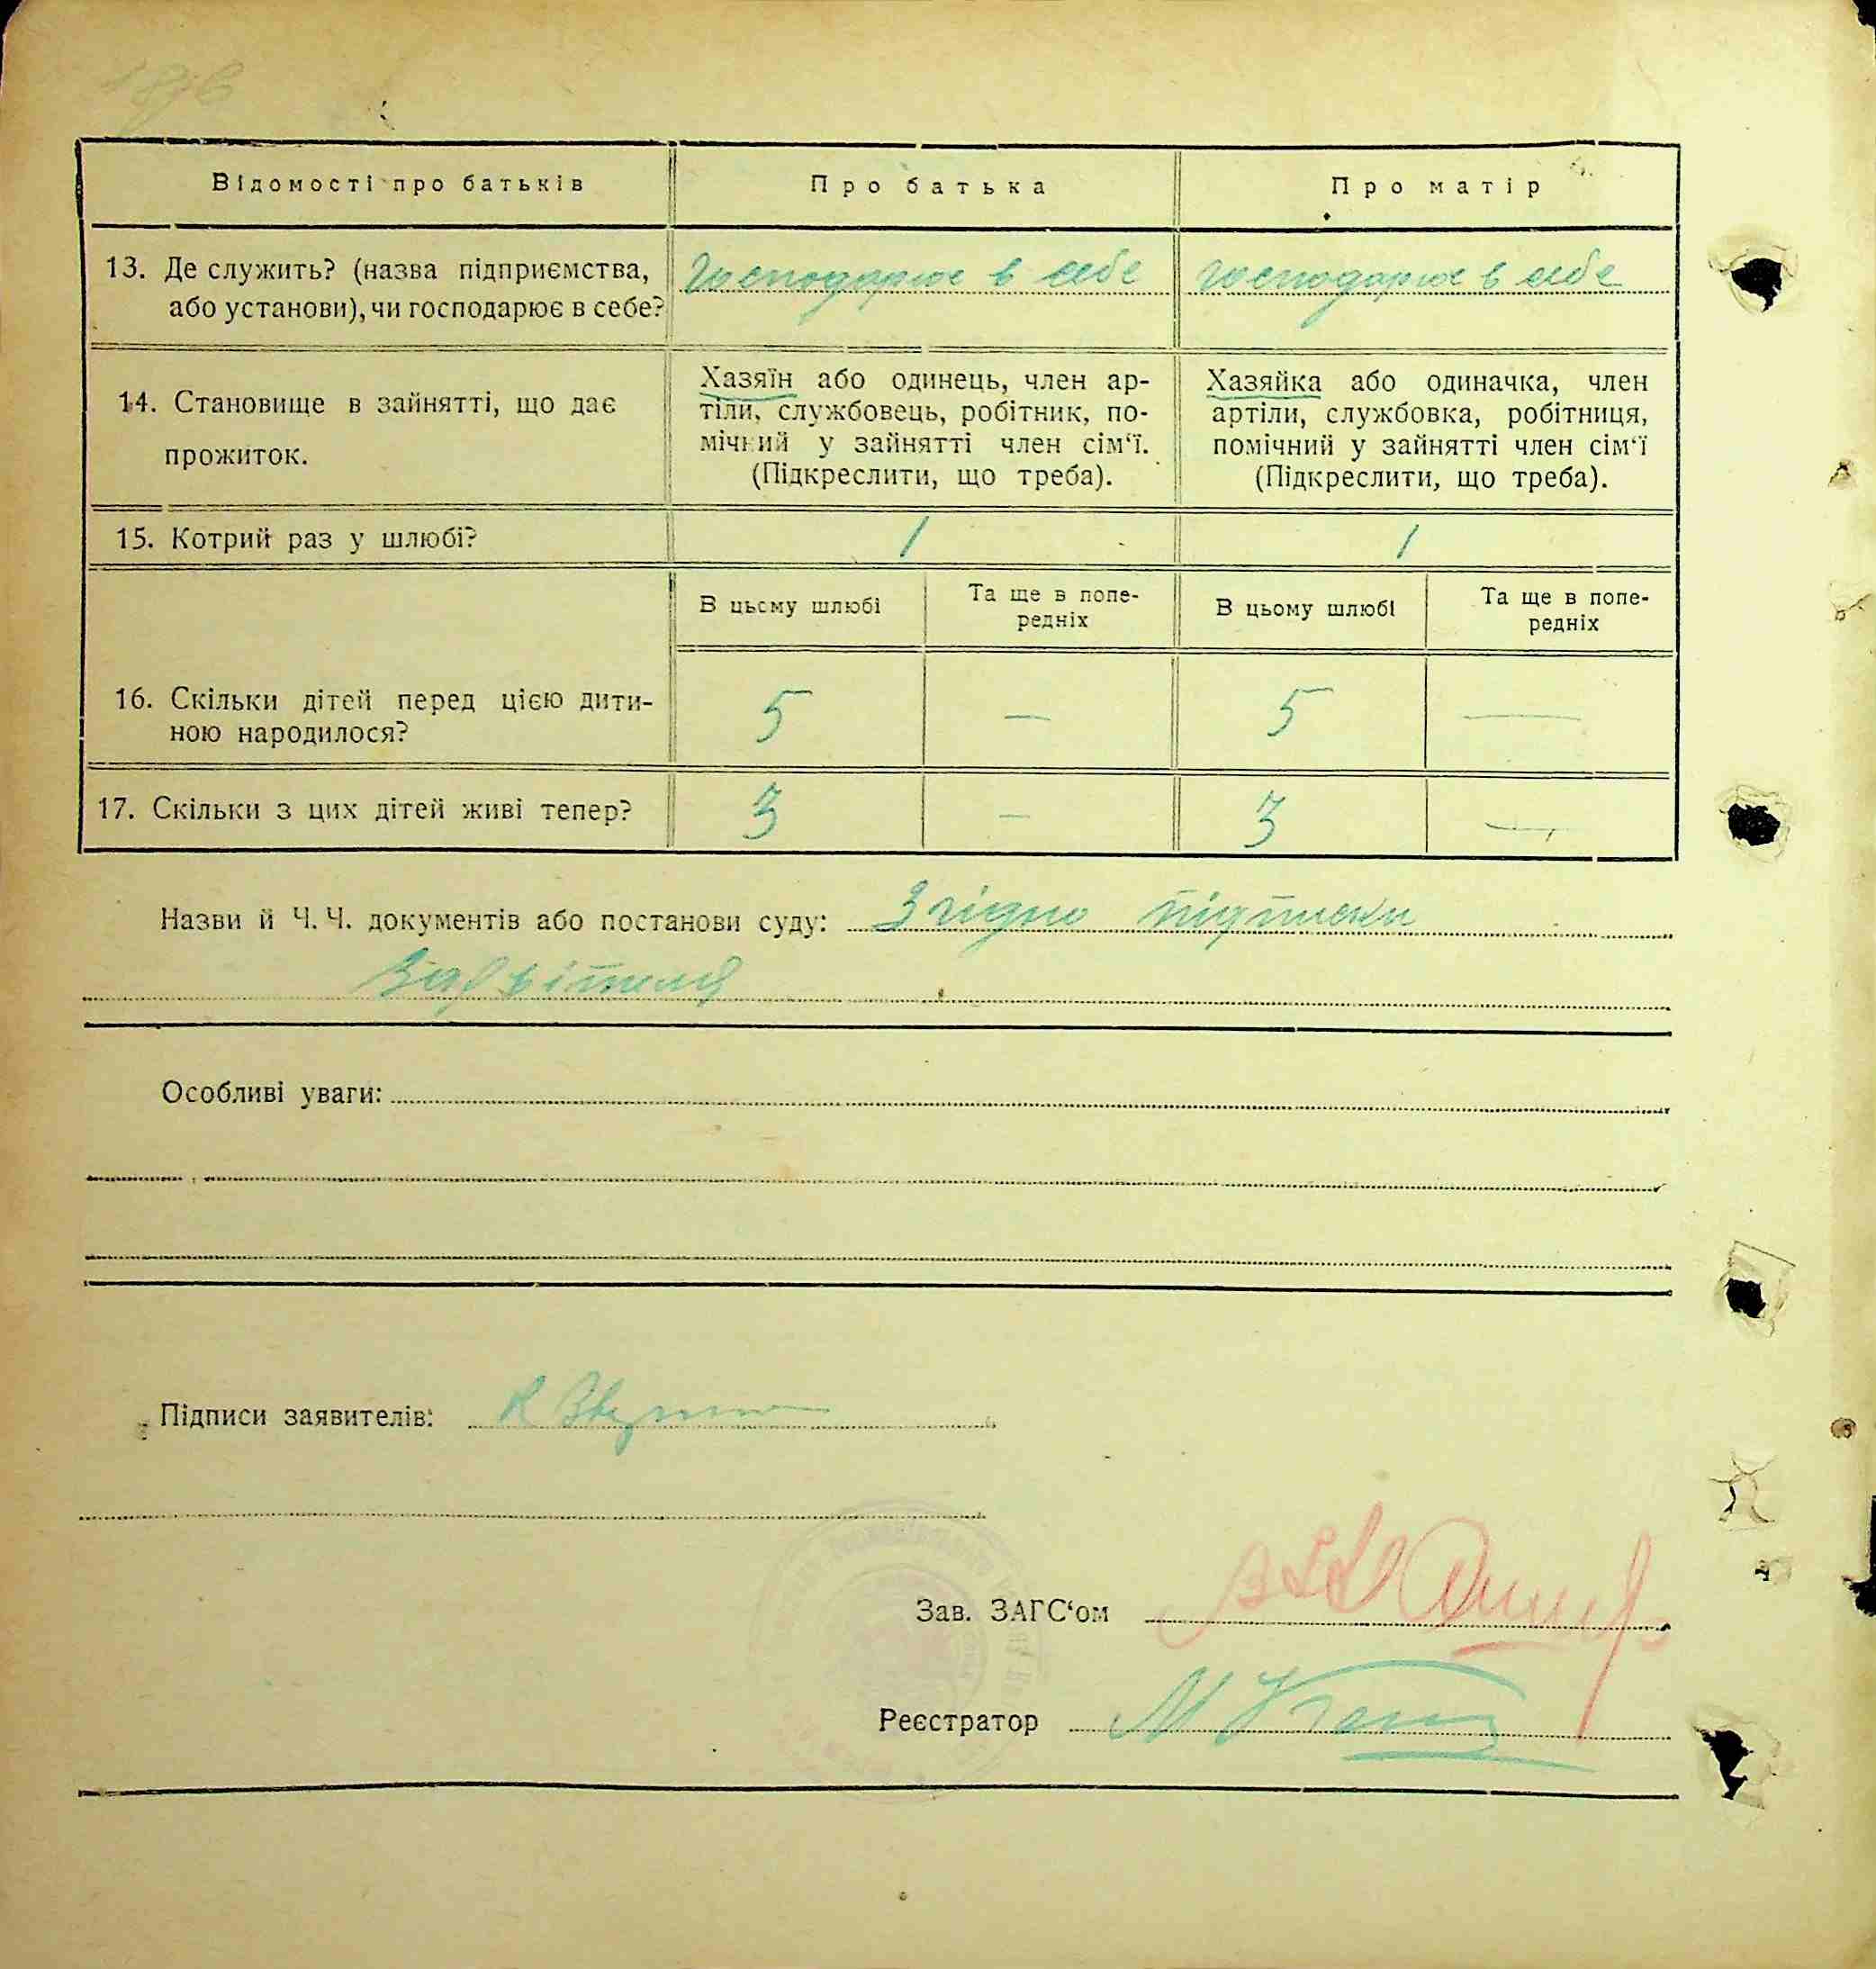 Відомості про батьків
Про батька
Про матір
13. Де служить? (назва підприємства,
або установи), чи господарює в себе?
господарює в себе
господарює в себе
14. Становище в зайнятті, що дає
прожиток.
Хазяїн або одинець, член ар-
тіли, службовець, робітник, по-
мічний у зайнятті член сім‘ї.
(Підкреслити, що треба).
Хазяйка або одиначка, член
артіли, службовка, робітниця,
помічний у зайнятті член сім‘ї
(Підкреслити, що треба).
15. Котрий раз у шлюбі?
1
1
В цьому шлюбі
Та ще в попе-
редніх
В цьому шлюбі
Та ще в попе-
редніх
16. Скільки дітей перед цією дити-
ною народилося?
5
—
5
—
17. Скільки з цих дітей живі тепер?
3
—
3
—
Назви й Ч. Ч. документів або постанови суду: Згідно підписки
Особливі уваги:
Підписи заявителів:
Зав. ЗАГС‘ом
Реєстратор